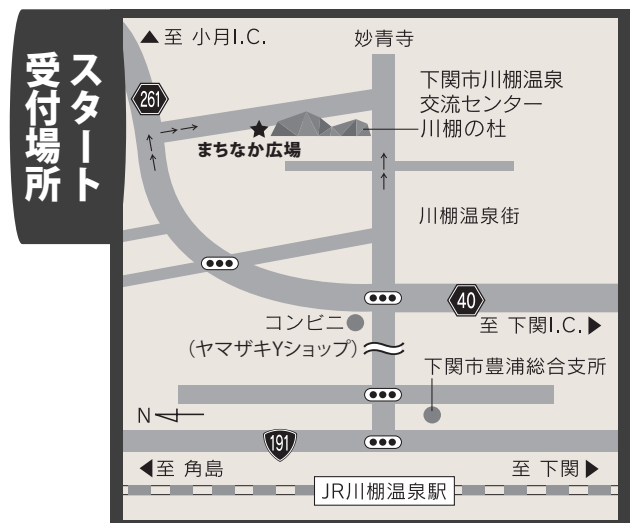 スタート
受付場所
▲至 小月I.C.
妙青寺
261
下関市川棚温泉
交流センター
川棚の杜
★
まちなか広場
川棚温泉街
40
コンビニ
至 下関I.C.▶
(ヤマザキYショップ)
下関市豊浦総合支所
N
191
◀至 角島
至 下関▶
JR川棚温泉駅